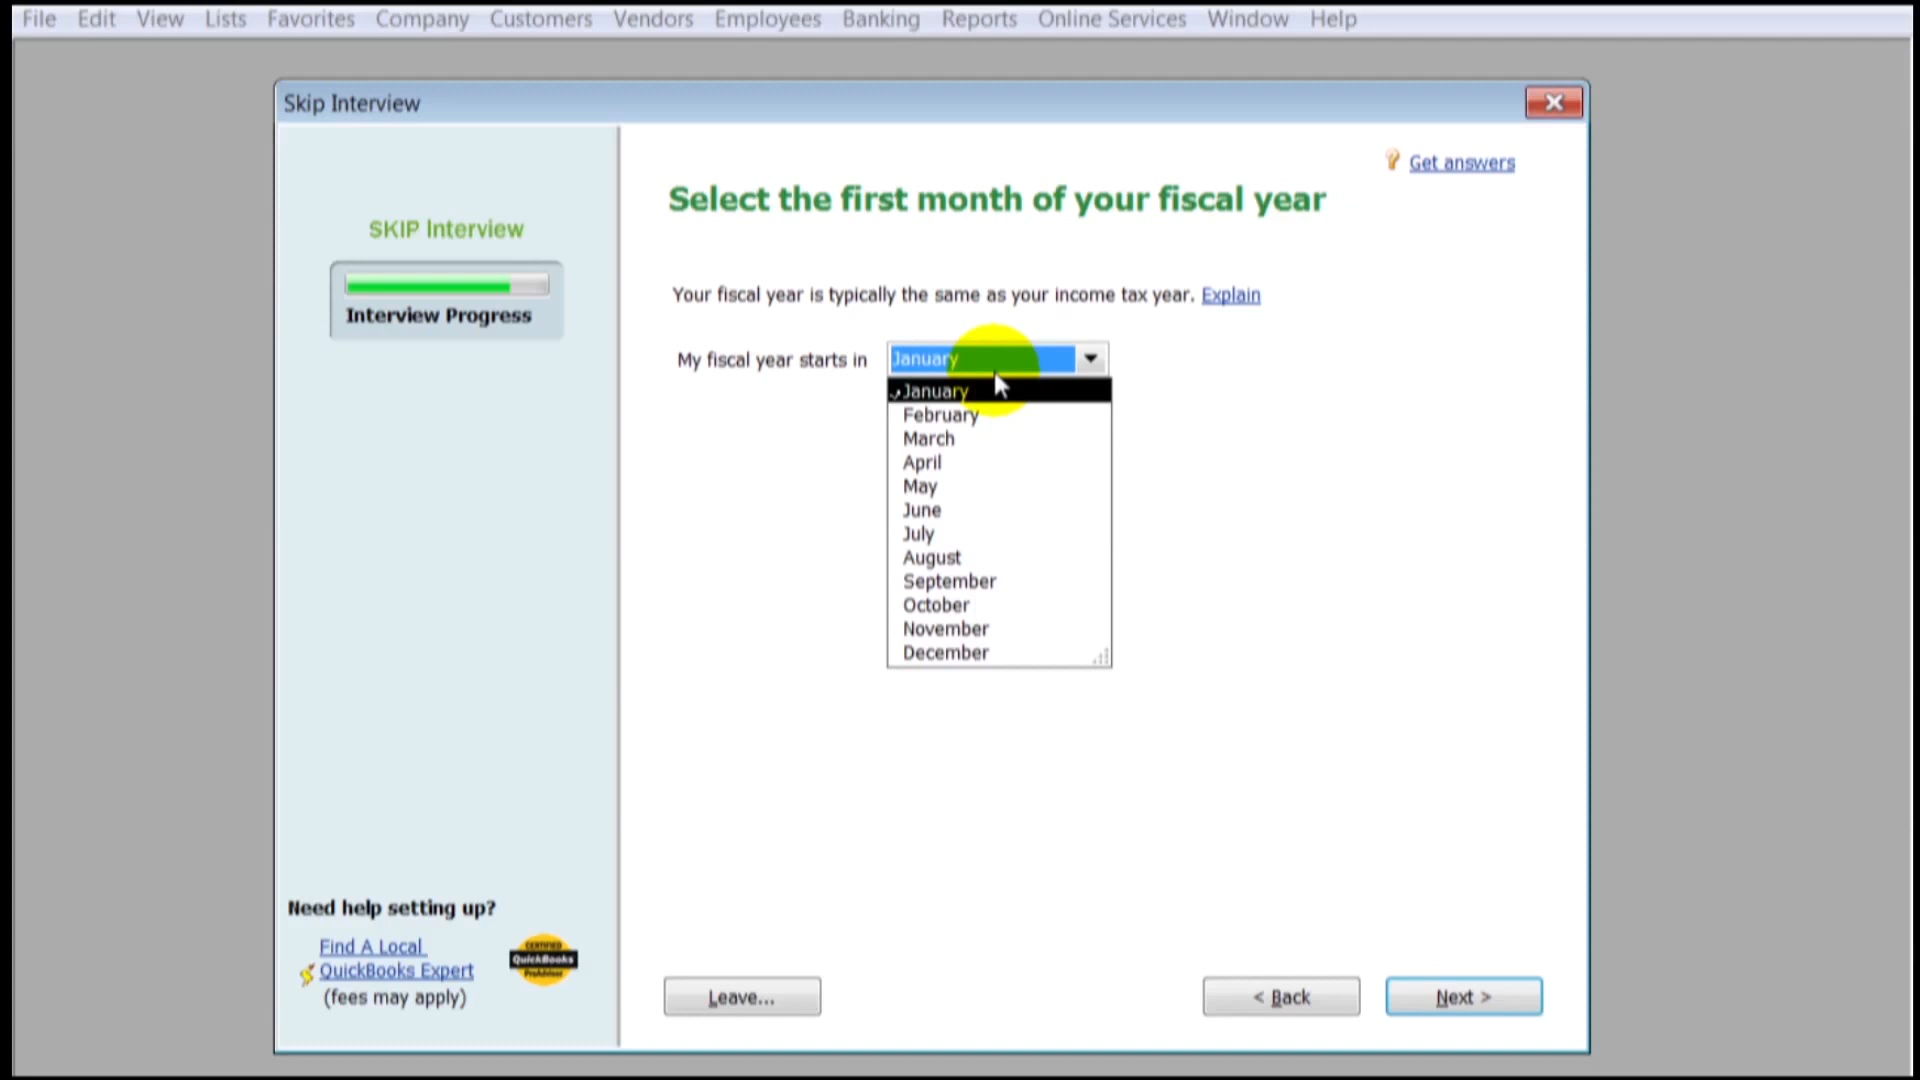 File Edit View Lists Favorites Company Customers Vendors Employees Banking Reports Online Services Window Help
Skip Interview
Get answers
Select the first month of your fiscal year
SKIP Interview
Interview Progress
Your fiscal year is typically the same as your income tax year. Explain
My fiscal year starts in January
January
February
March
April
May
June
July
August
September
October
November
December
Need help setting up?
Find A Local
QuickBooks Expert
(fees may apply)
CERTIFIED
QuickBooks
ProAdvisor
Leave...
< Back
Next >